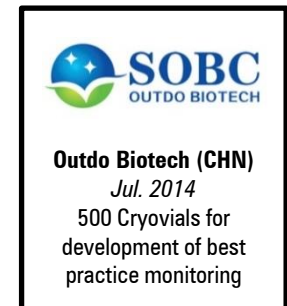 SOBC
OUTDO BIOTECH
Outdo Biotech (CHN)
Jul. 2014
500 Cryovials for
development of best
practice monitoring